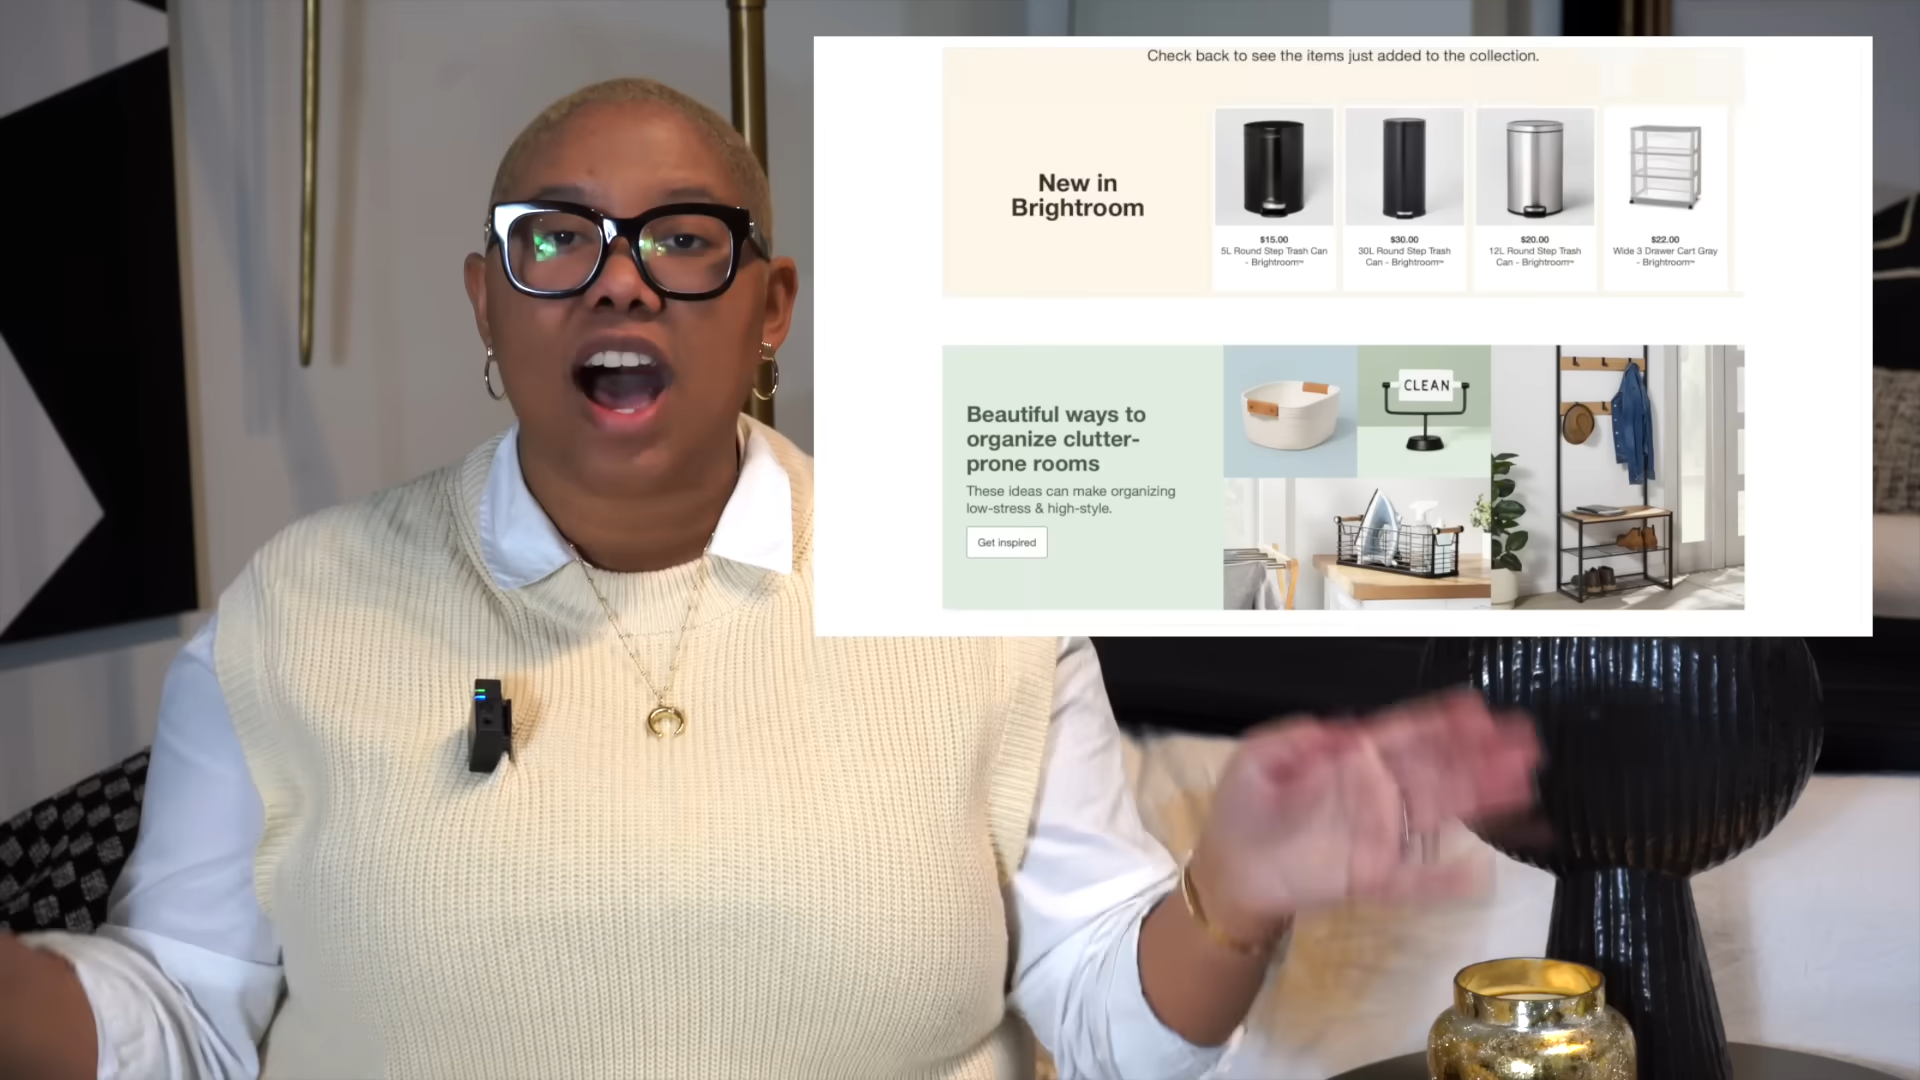 Check back to see the items just added to the collection.
New in
Brightroom
$15.00
5L Round Step Trash Can
- Brightroom™
$30.00
30L Round Step Trash
Can - Brightroom™
$20.00
12L Round Step Trash
Can - Brightroom™
$22.00
Wide 3 Drawer Cart Gray
- Brightroom™
Beautiful ways to
organize clutter-
prone rooms
These ideas can make organizing
low-stress & high-style.
Get inspired
CLEAN